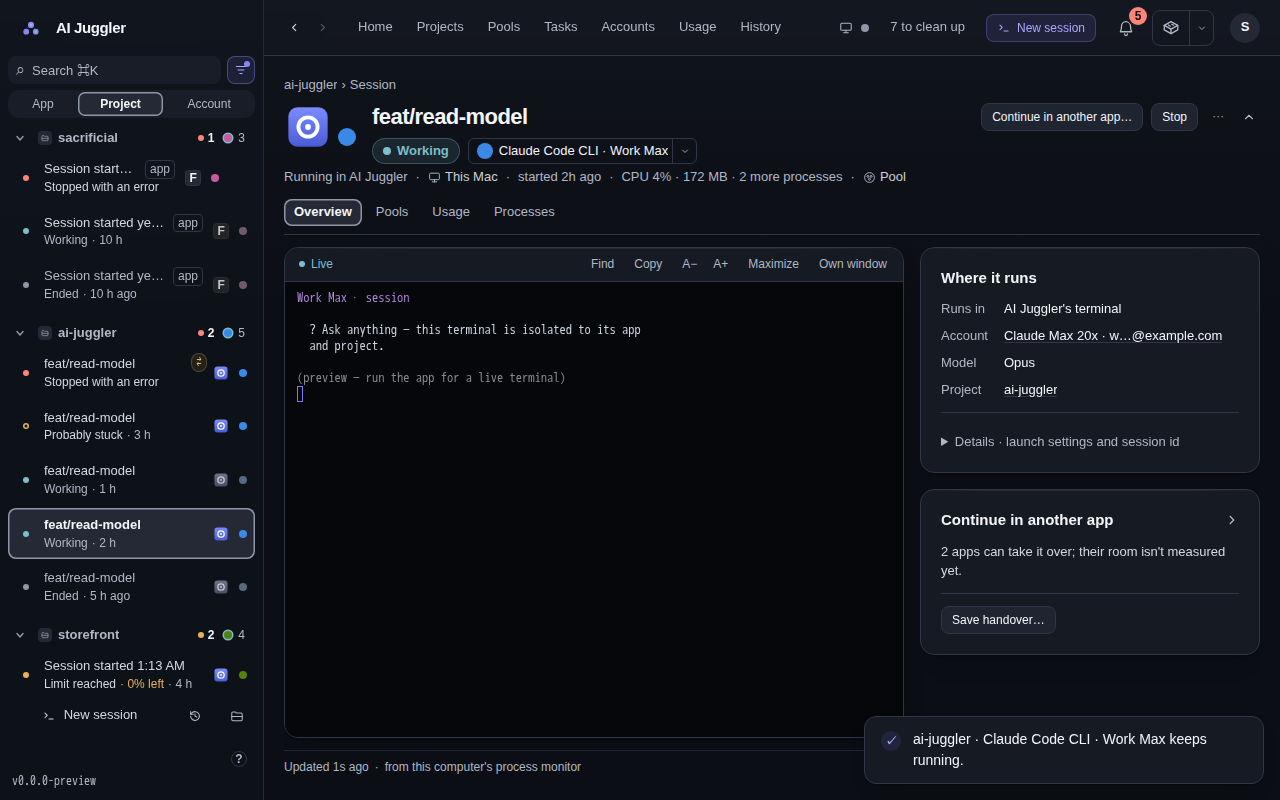 AI Juggler
Search ⌘K
App Project Account
sacrificial 1 3
Session start… app
Stopped with an error F
Session started ye… app
Working · 10 h F
Session started ye… app
Ended · 10 h ago F
ai-juggler 2 5
feat/read-model
Stopped with an error
feat/read-model
Probably stuck · 3 h
feat/read-model
Working · 1 h
feat/read-model
Working · 2 h
feat/read-model
Ended · 5 h ago
storefront 2 4
Session started 1:13 AM
Limit reached · 0% left · 4 h
New session
?
v0.0.0-preview
Home Projects Pools Tasks Accounts Usage History 7 to clean up New session 5 S
ai-juggler › Session
feat/read-model
Continue in another app… Stop ⋯
Working Claude Code CLI · Work Max
Running in AI Juggler · This Mac · started 2h ago · CPU 4% · 172 MB · 2 more processes · Pool
Overview Pools Usage Processes
Live Find Copy A− A+ Maximize Own window
Work Max · session
? Ask anything — this terminal is isolated to its app
and project.
(preview — run the app for a live terminal)
Where it runs
Runs in AI Juggler's terminal
Account Claude Max 20x · w…@example.com
Model Opus
Project ai-juggler
Details · launch settings and session id
Continue in another app
2 apps can take it over; their room isn't measured
yet.
Save handover…
Updated 1s ago · from this computer's process monitor
ai-juggler · Claude Code CLI · Work Max keeps
running.